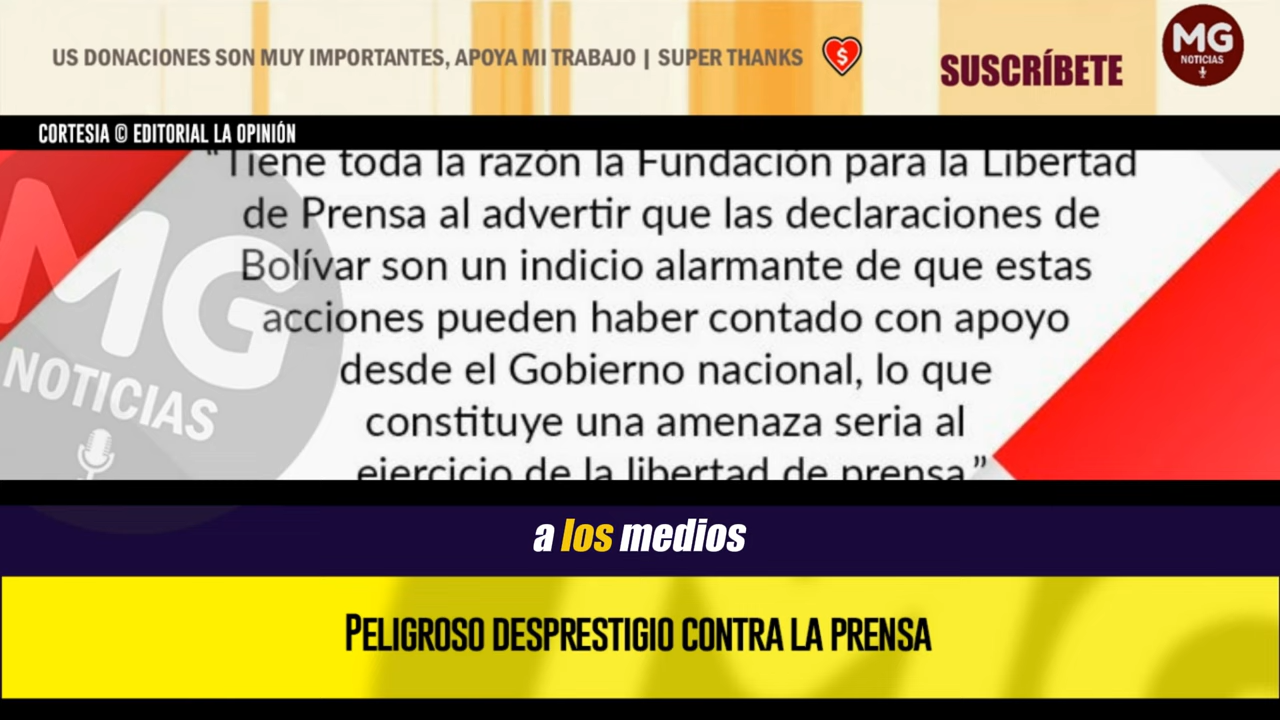 US DONACIONES SON MUY IMPORTANTES, APOYA MI TRABAJO | SUPER THANKS
$
SUSCRÍBETE
MG
NOTICIAS
CORTESIA © EDITORIAL LA OPINIÓN
“Tiene toda la razón la Fundación para la Libertad
de Prensa al advertir que las declaraciones de
Bolívar son un indicio alarmante de que estas
acciones pueden haber contado con apoyo
desde el Gobierno nacional, lo que
constituye una amenaza seria al
ejercicio de la libertad de prensa.”
MG
NOTICIAS
a los medios
PELIGROSO DESPRESTIGIO CONTRA LA PRENSA